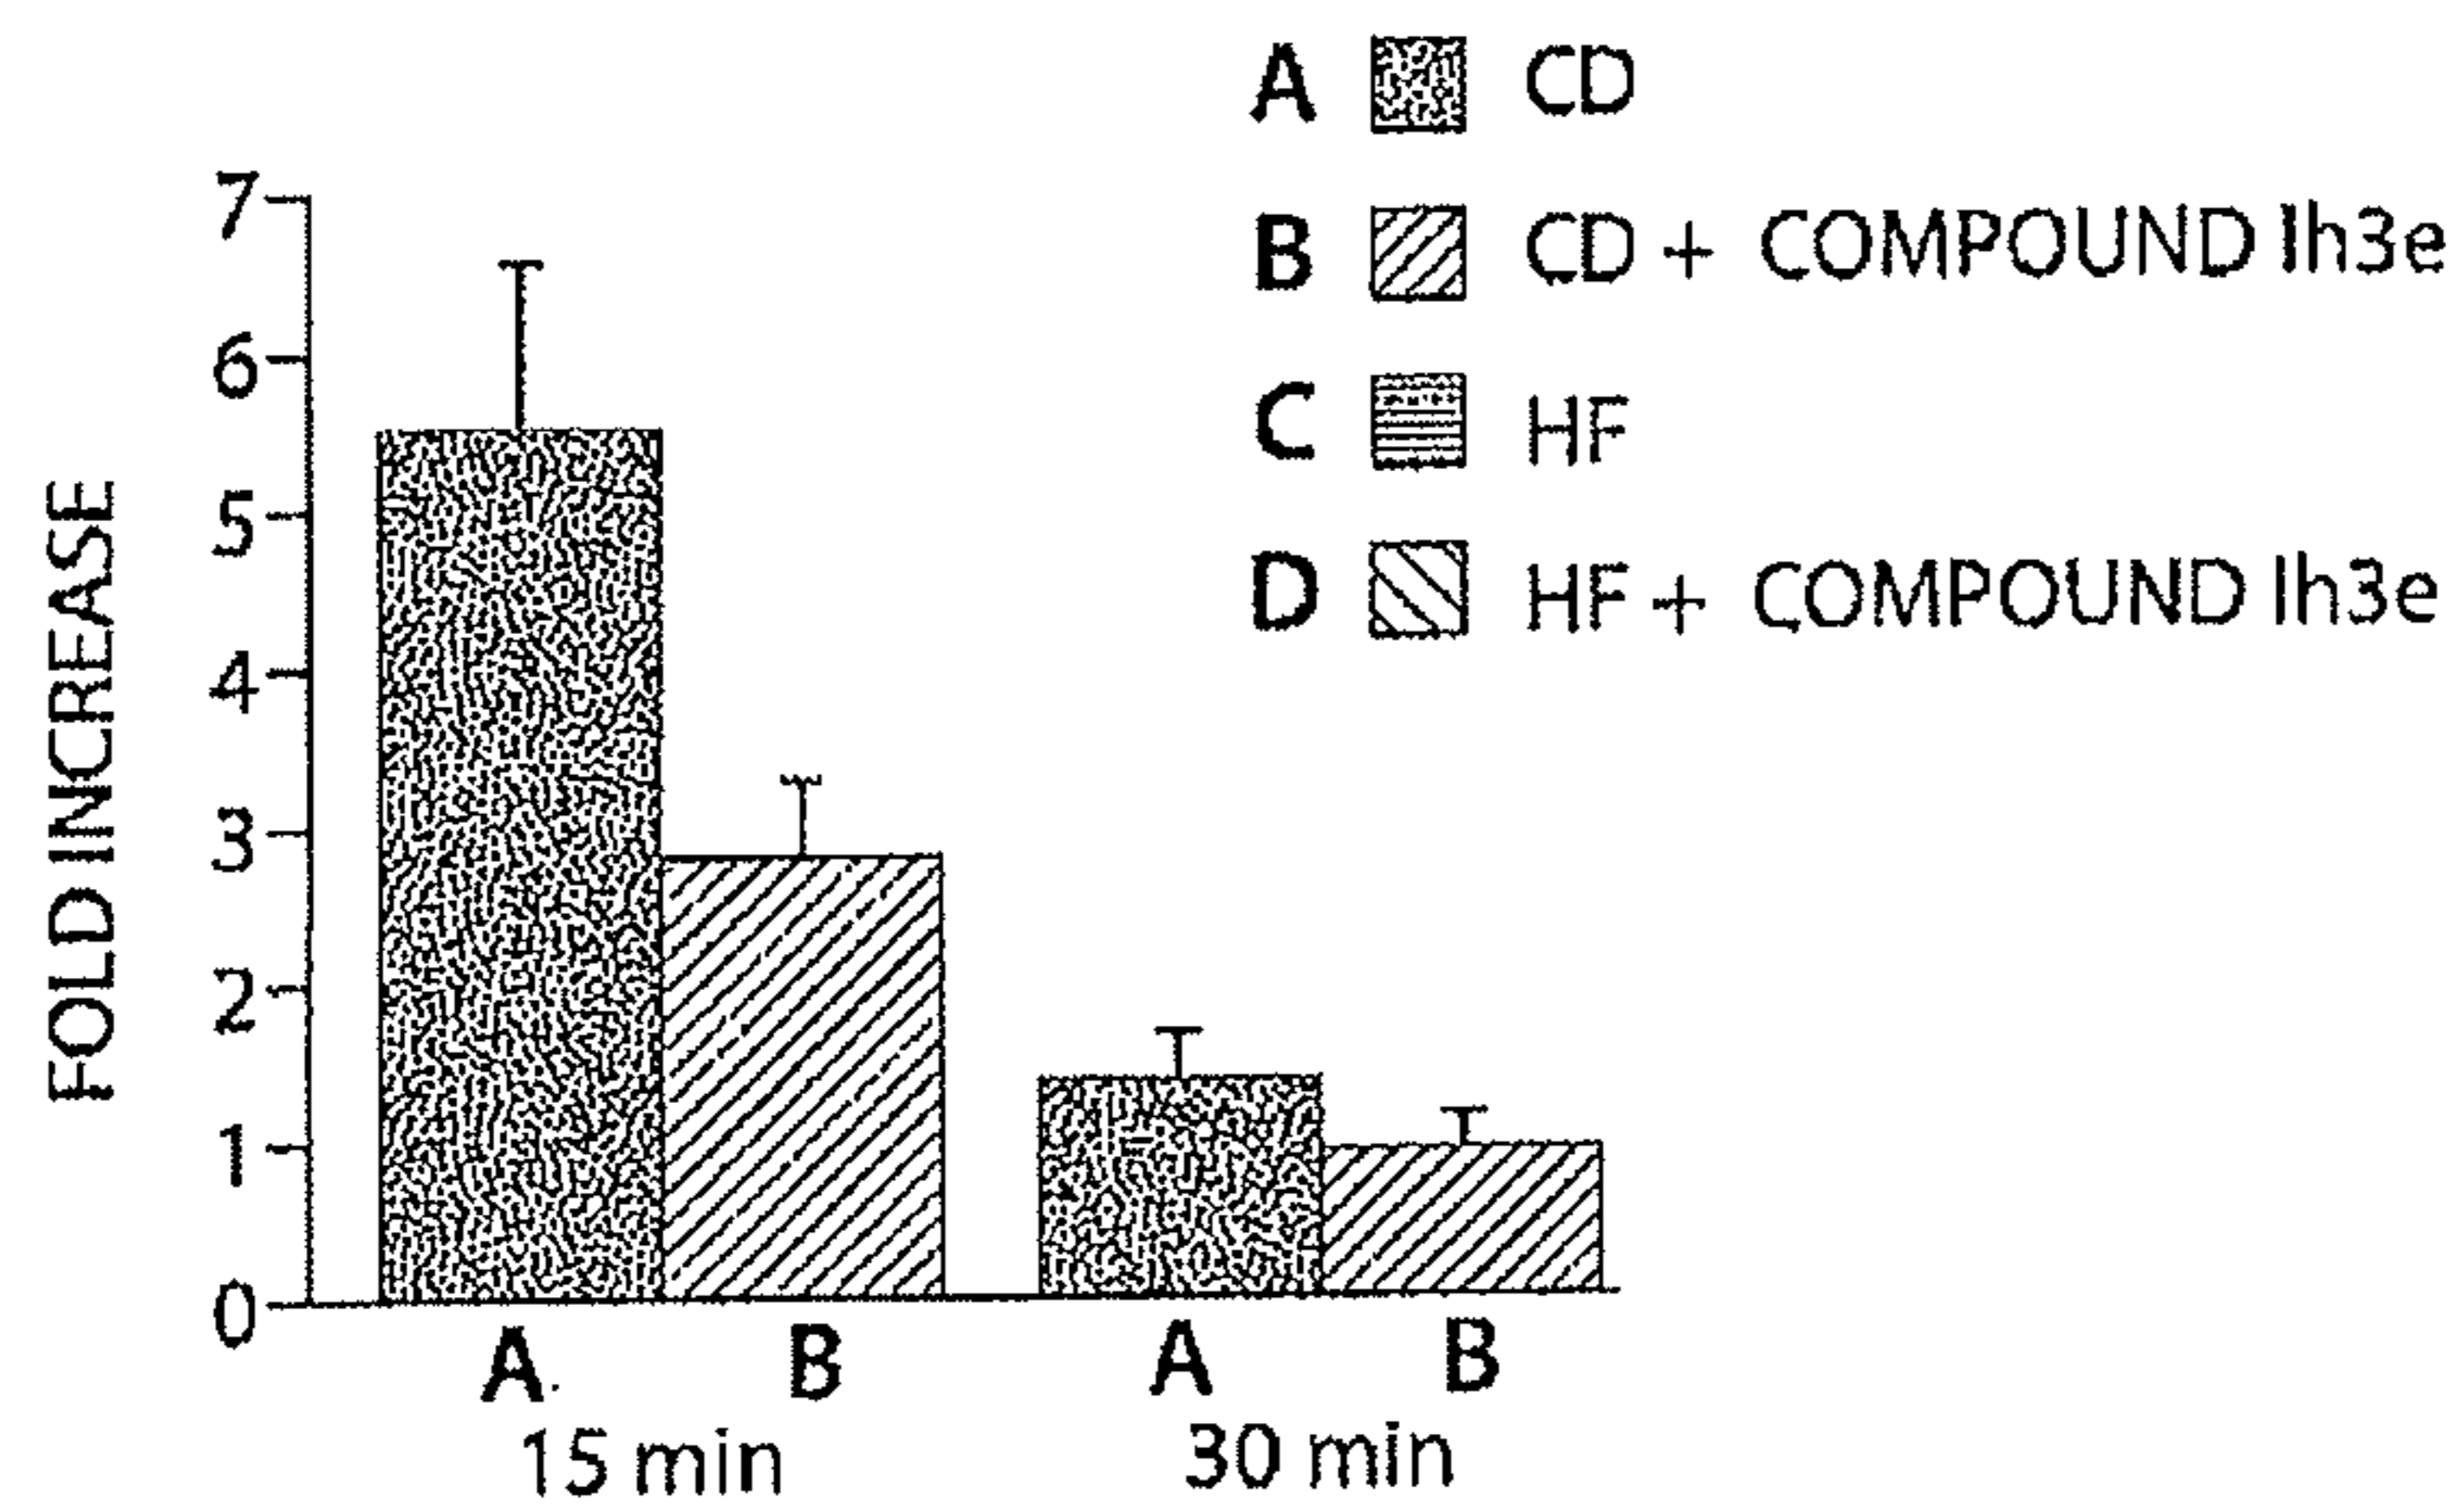 A CD
B CD + COMPOUND Ih3e
C HF
D HF + COMPOUND Ih3e
FOLD INCREASE
7
6
5
4
3
2
1
0
A B A B
15 min 30 min